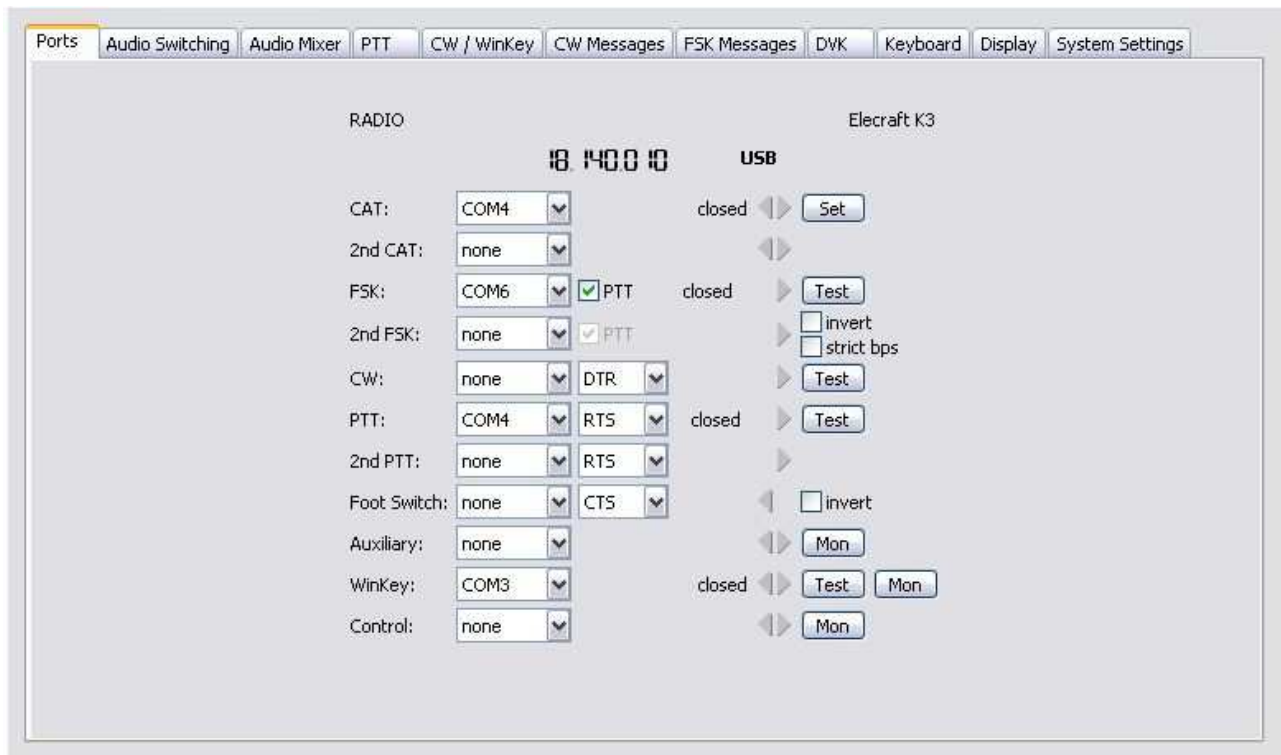 Ports Audio Switching Audio Mixer PTT CW / WinKey CW Messages FSK Messages DVK Keyboard Display System Settings
RADIO Elecraft K3
18.140.010 USB
CAT: COM4 closed Set
2nd CAT: none
FSK: COM6 PTT closed Test
2nd FSK: none PTT invert
strict bps
CW: none DTR Test
PTT: COM4 RTS closed Test
2nd PTT: none RTS
Foot Switch: none CTS invert
Auxiliary: none Mon
WinKey: COM3 closed Test Mon
Control: none Mon